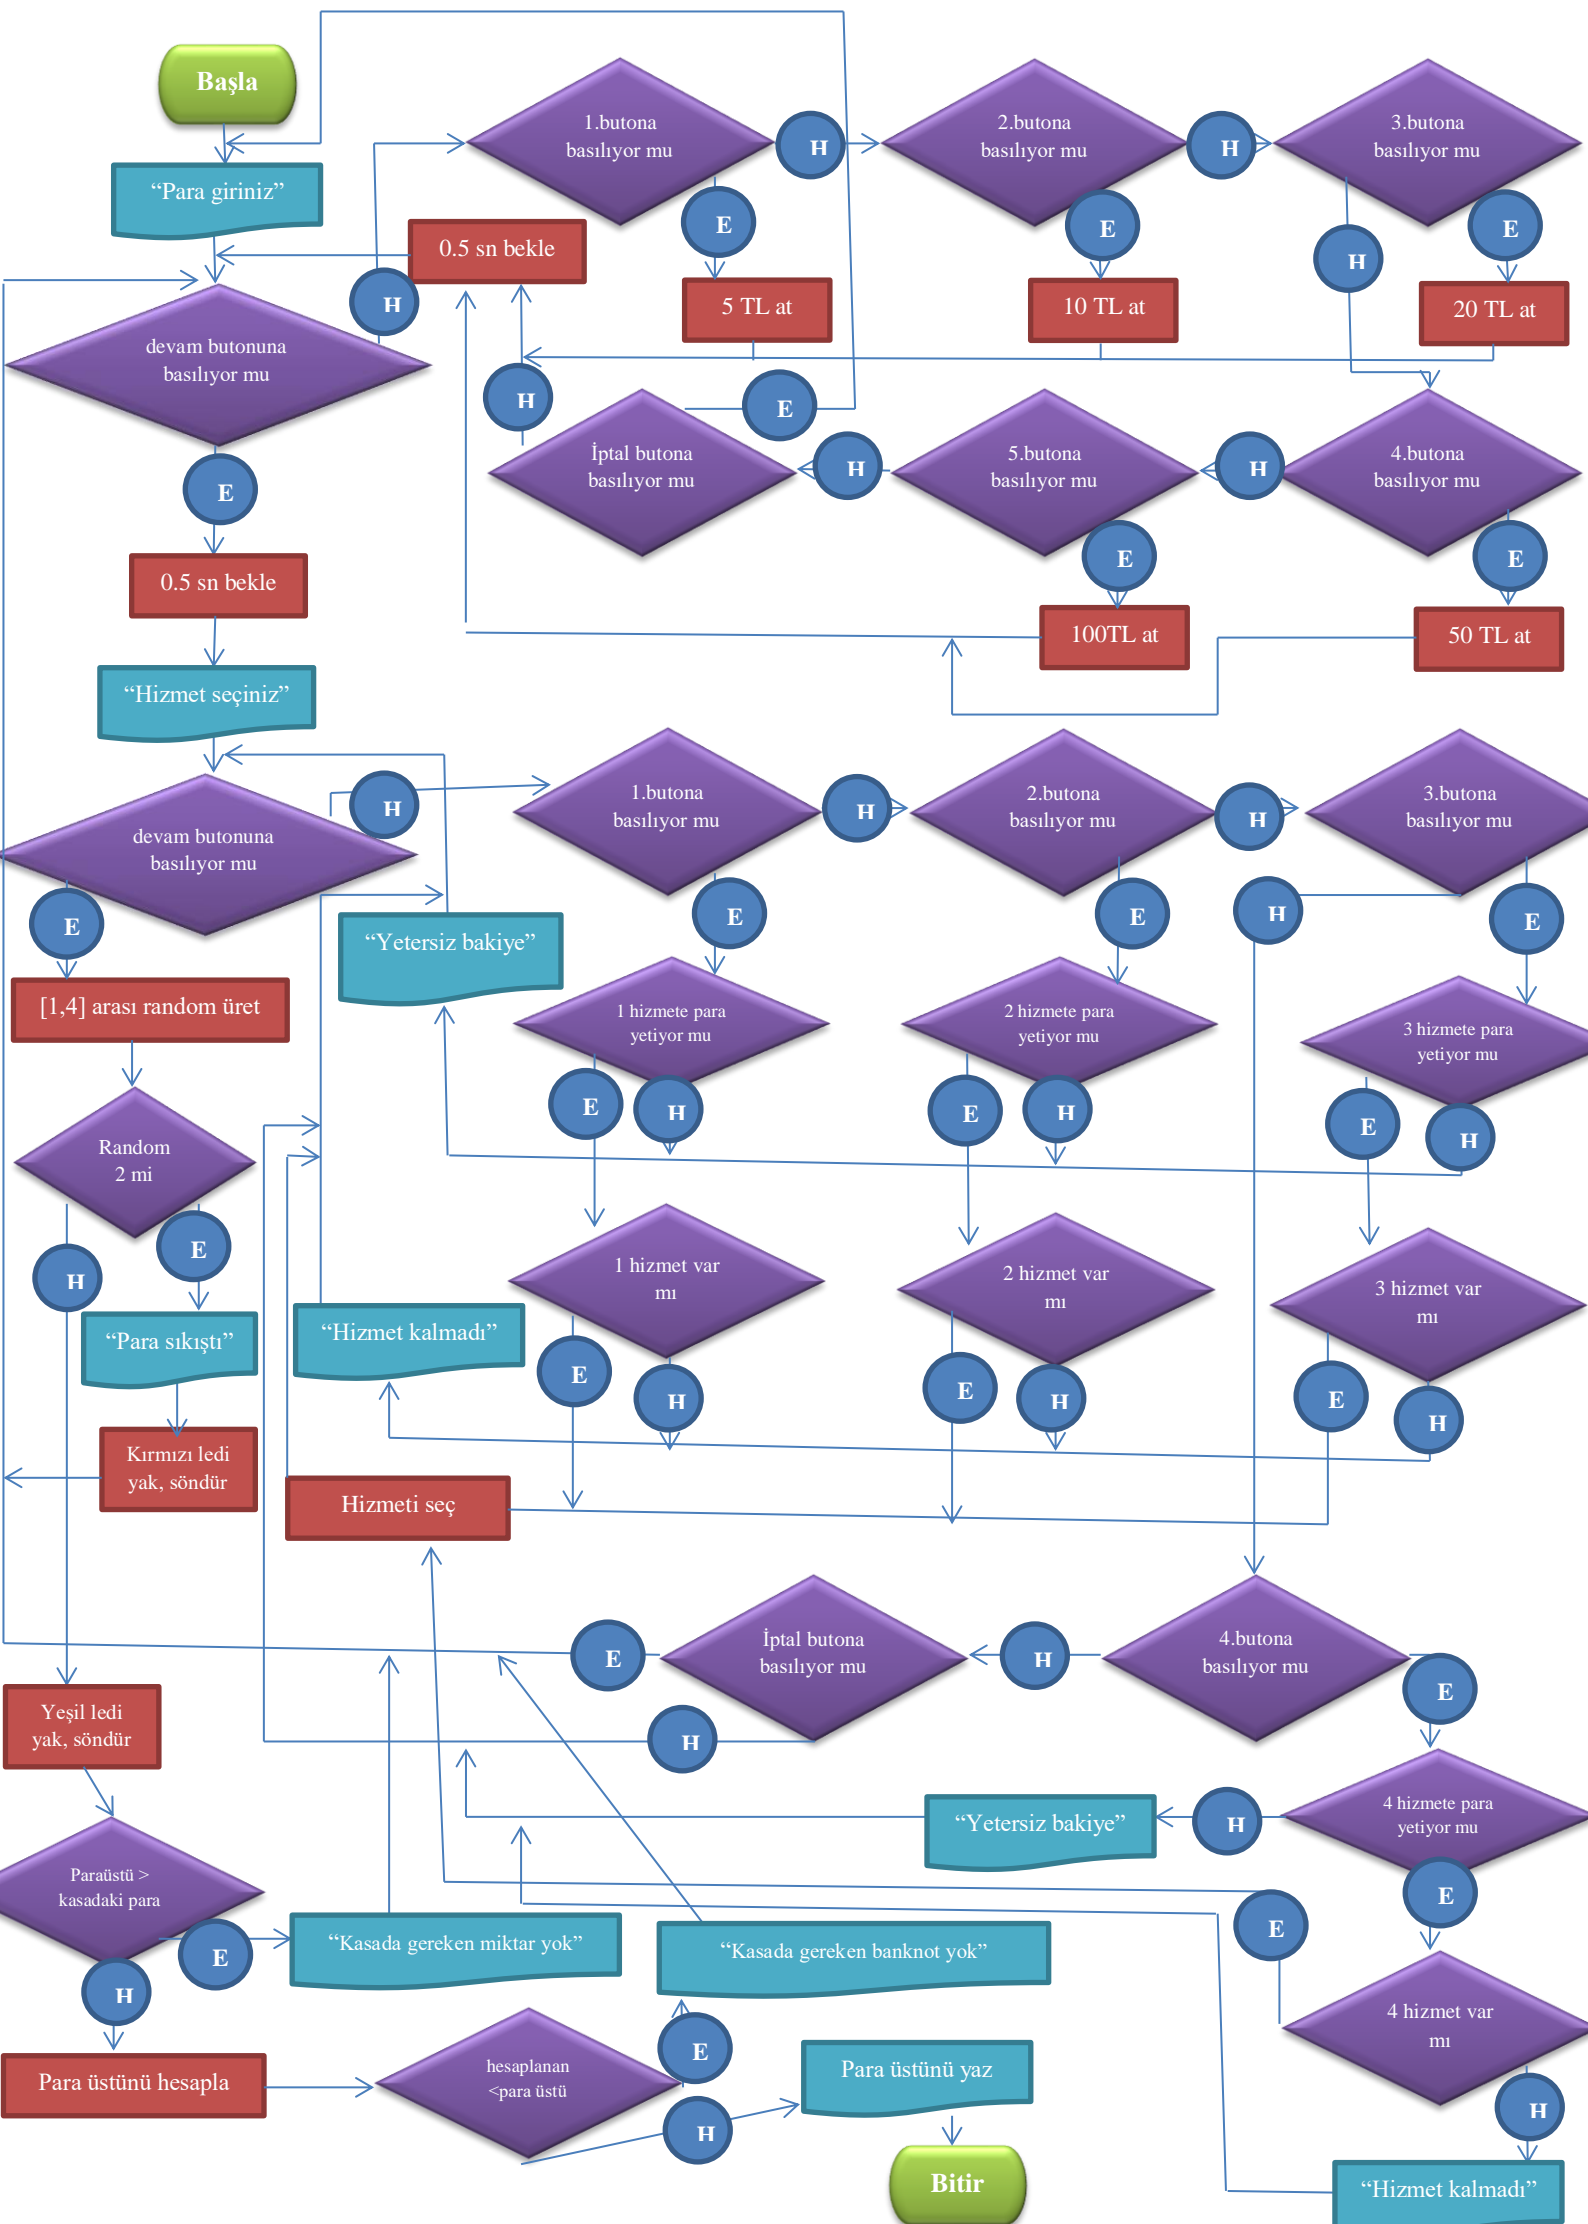 Başla
1.butona
basılıyor mu
H
2.butona
basılıyor mu
H
3.butona
basılıyor mu
“Para giriniz”
E
E
E
0.5 sn bekle
H
H
5 TL at
10 TL at
20 TL at
devam butonuna
basılıyor mu
H
E
İptal butona
basılıyor mu
H
5.butona
basılıyor mu
H
4.butona
basılıyor mu
E
E
E
0.5 sn bekle
100TL at
50 TL at
“Hizmet seçiniz”
H
1.butona
basılıyor mu
H
2.butona
basılıyor mu
H
3.butona
basılıyor mu
devam butonuna
basılıyor mu
E
“Yetersiz bakiye”
E
E
H
E
[1,4] arası random üret
1 hizmete para
yetiyor mu
2 hizmete para
yetiyor mu
3 hizmete para
yetiyor mu
E
H
E
H
E
H
Random
2 mi
H
E
1 hizmet var
mı
2 hizmet var
mı
3 hizmet var
mı
“Para sıkıştı”
“Hizmet kalmadı”
E
H
E
H
E
H
Kırmızı ledi
yak, söndür
Hizmeti seç
E
İptal butona
basılıyor mu
H
4.butona
basılıyor mu
E
Yeşil ledi
yak, söndür
H
“Yetersiz bakiye”
H
4 hizmete para
yetiyor mu
Paraüstü >
kasadaki para
E
E
E
“Kasada gereken miktar yok”
“Kasada gereken banknot yok”
H
4 hizmet var
mı
Para üstünü hesapla
hesaplanan
<para üstü
E
H
Para üstünü yaz
H
Bitir
“Hizmet kalmadı”